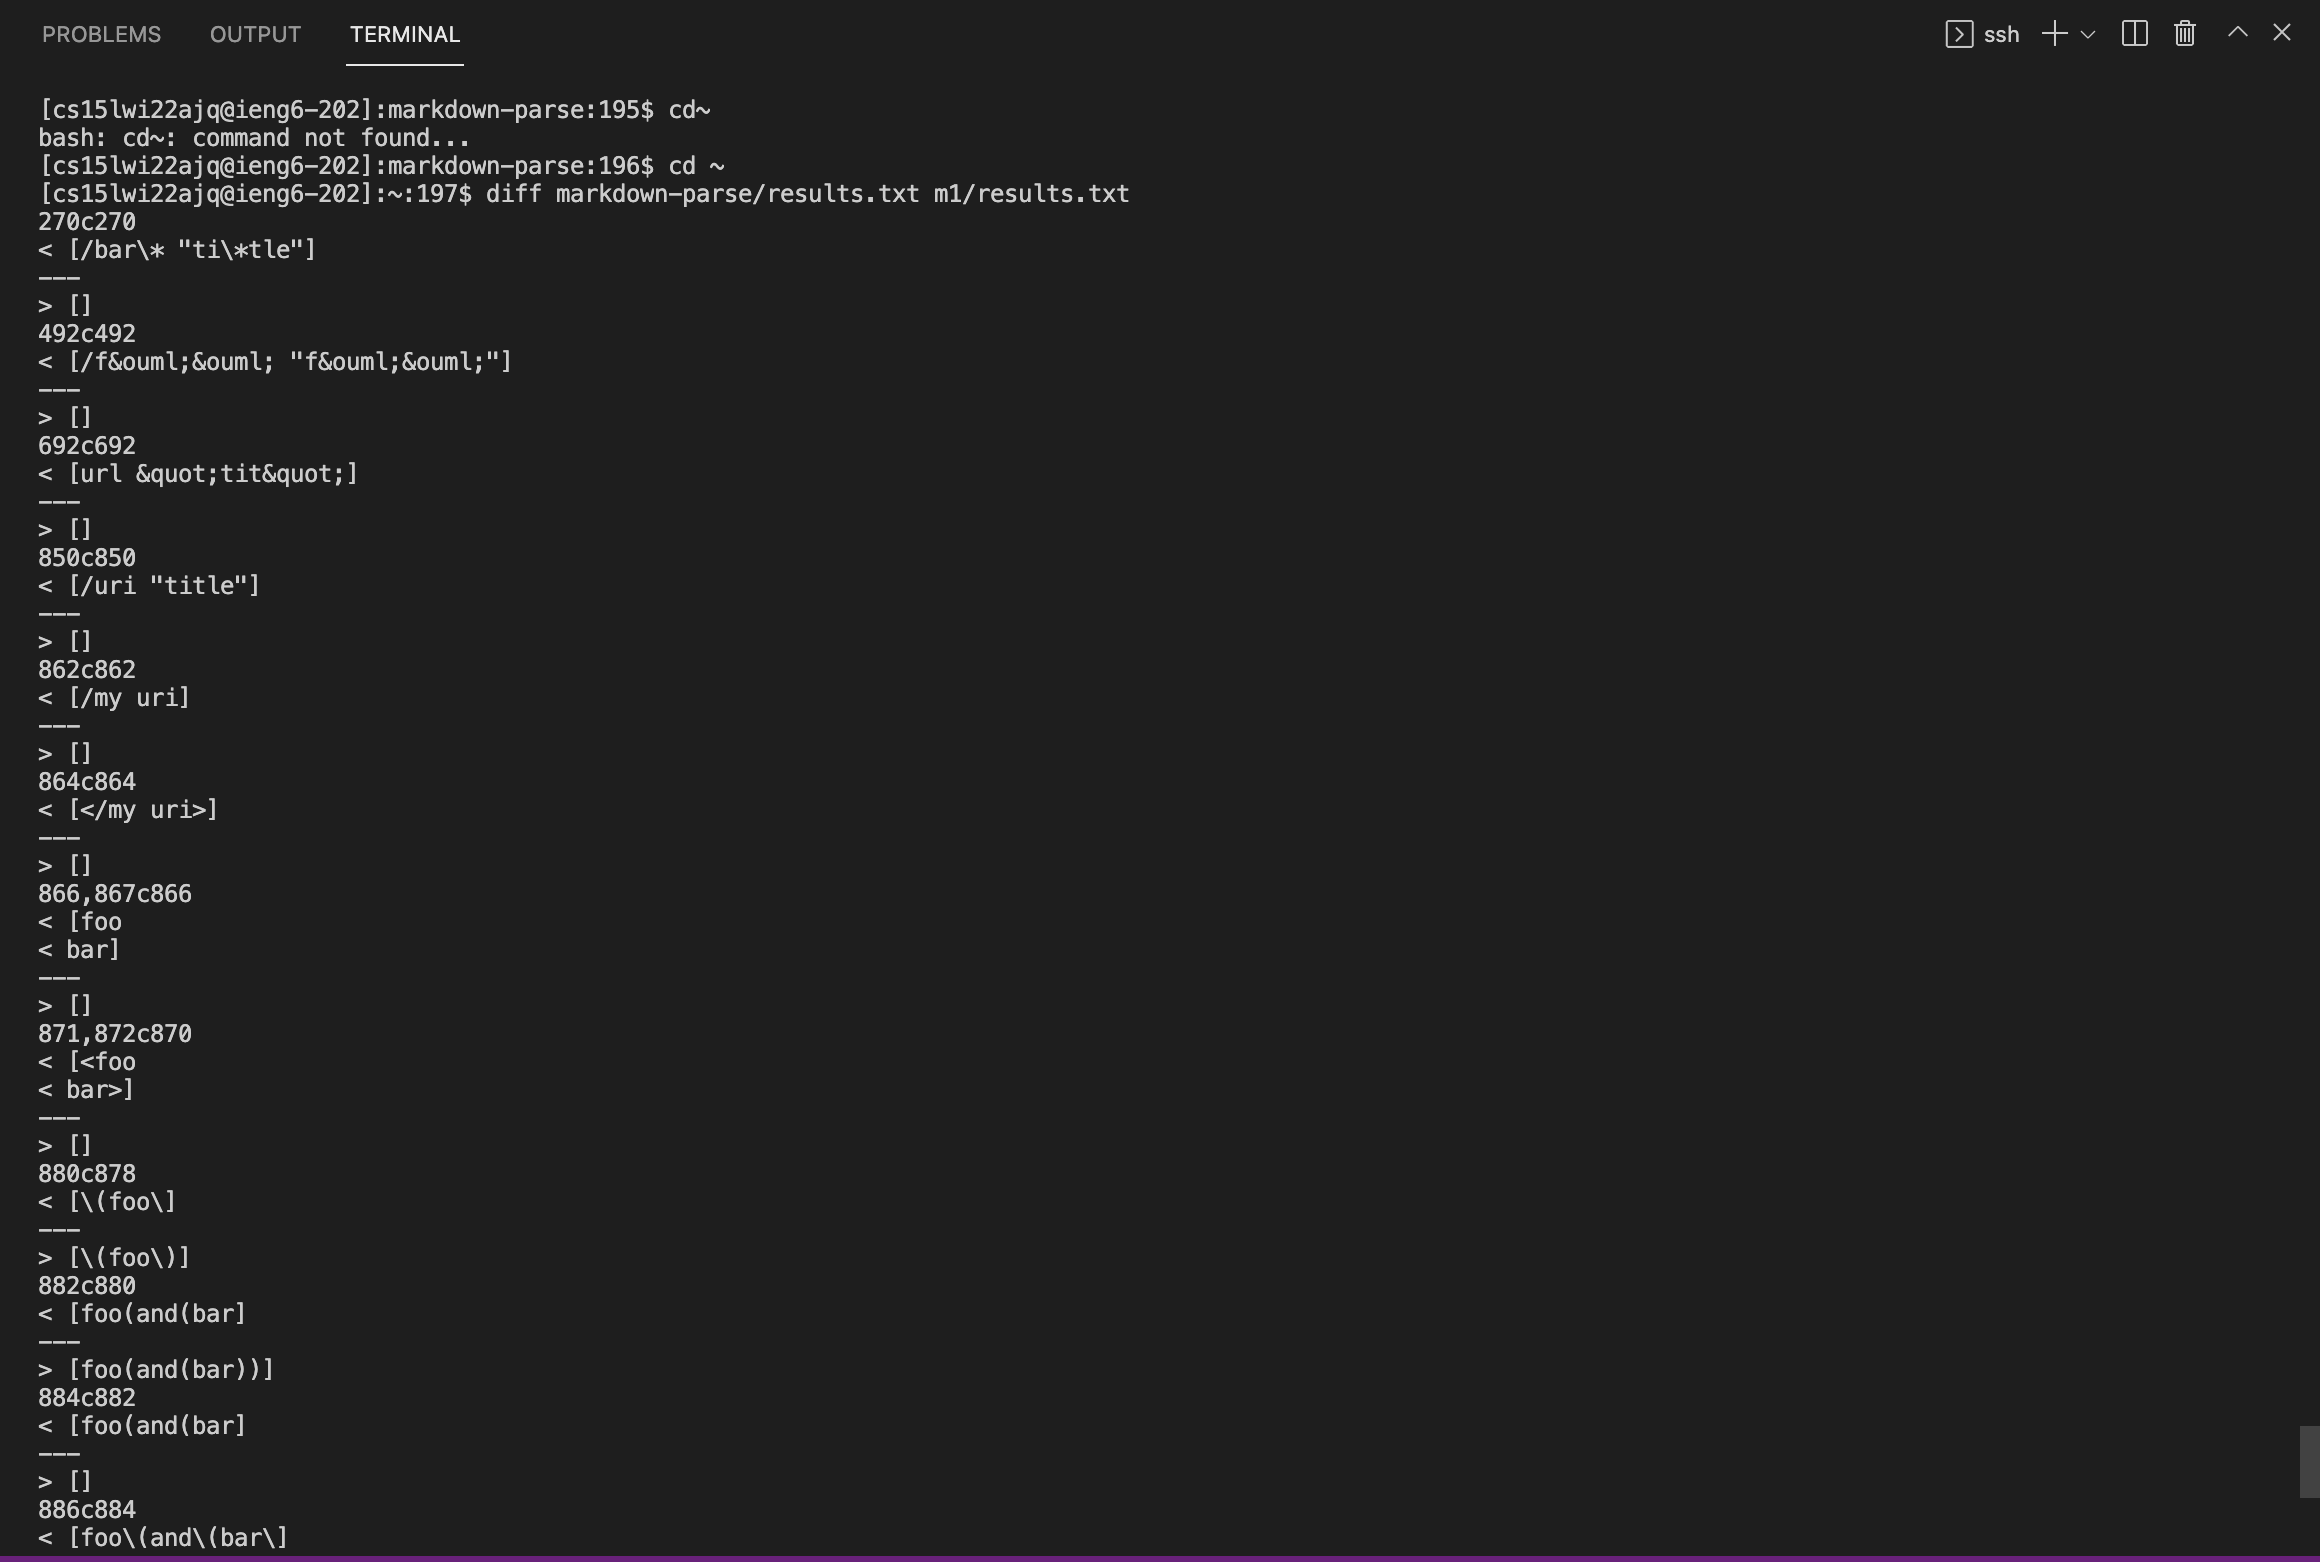 PROBLEMS OUTPUT TERMINAL ssh
[cs15lwi22ajq@ieng6-202]:markdown-parse:195$ cd~
bash: cd~: command not found...
[cs15lwi22ajq@ieng6-202]:markdown-parse:196$ cd ~
[cs15lwi22ajq@ieng6-202]:~:197$ diff markdown-parse/results.txt m1/results.txt
270c270
< [/bar\* "ti\*tle"]
---
> []
492c492
< [/f&ouml;&ouml; "f&ouml;&ouml;"]
---
> []
692c692
< [url &quot;tit&quot;]
---
> []
850c850
< [/uri "title"]
---
> []
862c862
< [/my uri]
---
> []
864c864
< [</my uri>]
---
> []
866,867c866
< [foo
< bar]
---
> []
871,872c870
< [<foo
< bar>]
---
> []
880c878
< [\(foo\]
---
> [\(foo\)]
882c880
< [foo(and(bar]
---
> [foo(and(bar))]
884c882
< [foo(and(bar]
---
> []
886c884
< [foo\(and\(bar\]